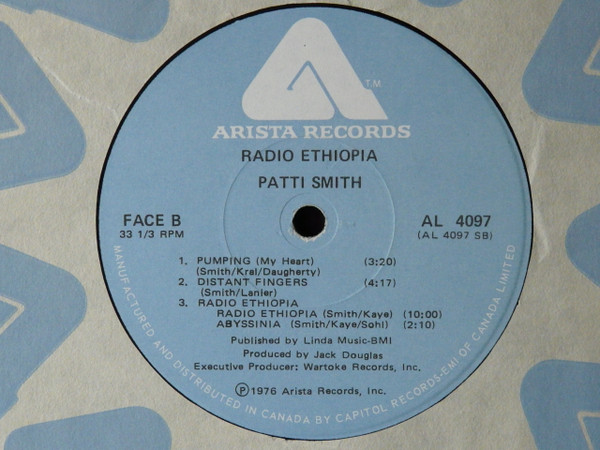 T.M.
ARISTA RECORDS
RADIO ETHIOPIA
PATTI SMITH
FACE B
33 1/3 RPM
AL 4097
(AL 4097 SB)
1. PUMPING (My Heart) (3:20)
(Smith/Kral/Daugherty)
2. DISTANT FINGERS (4:17)
(Smith/Lanier)
3. RADIO ETHIOPIA
RADIO ETHIOPIA (Smith/Kaye) (10:00)
ABYSSINIA (Smith/Kaye/Sohl) (2:10)
Published by Linda Music-BMI
Produced by Jack Douglas
Executive Producer: Wartoke Records, Inc.
Ⓟ1976 Arista Records, Inc.
MANUFACTURED AND DISTRIBUTED IN CANADA BY CAPITOL RECORDS-EMI OF CANADA LIMITED